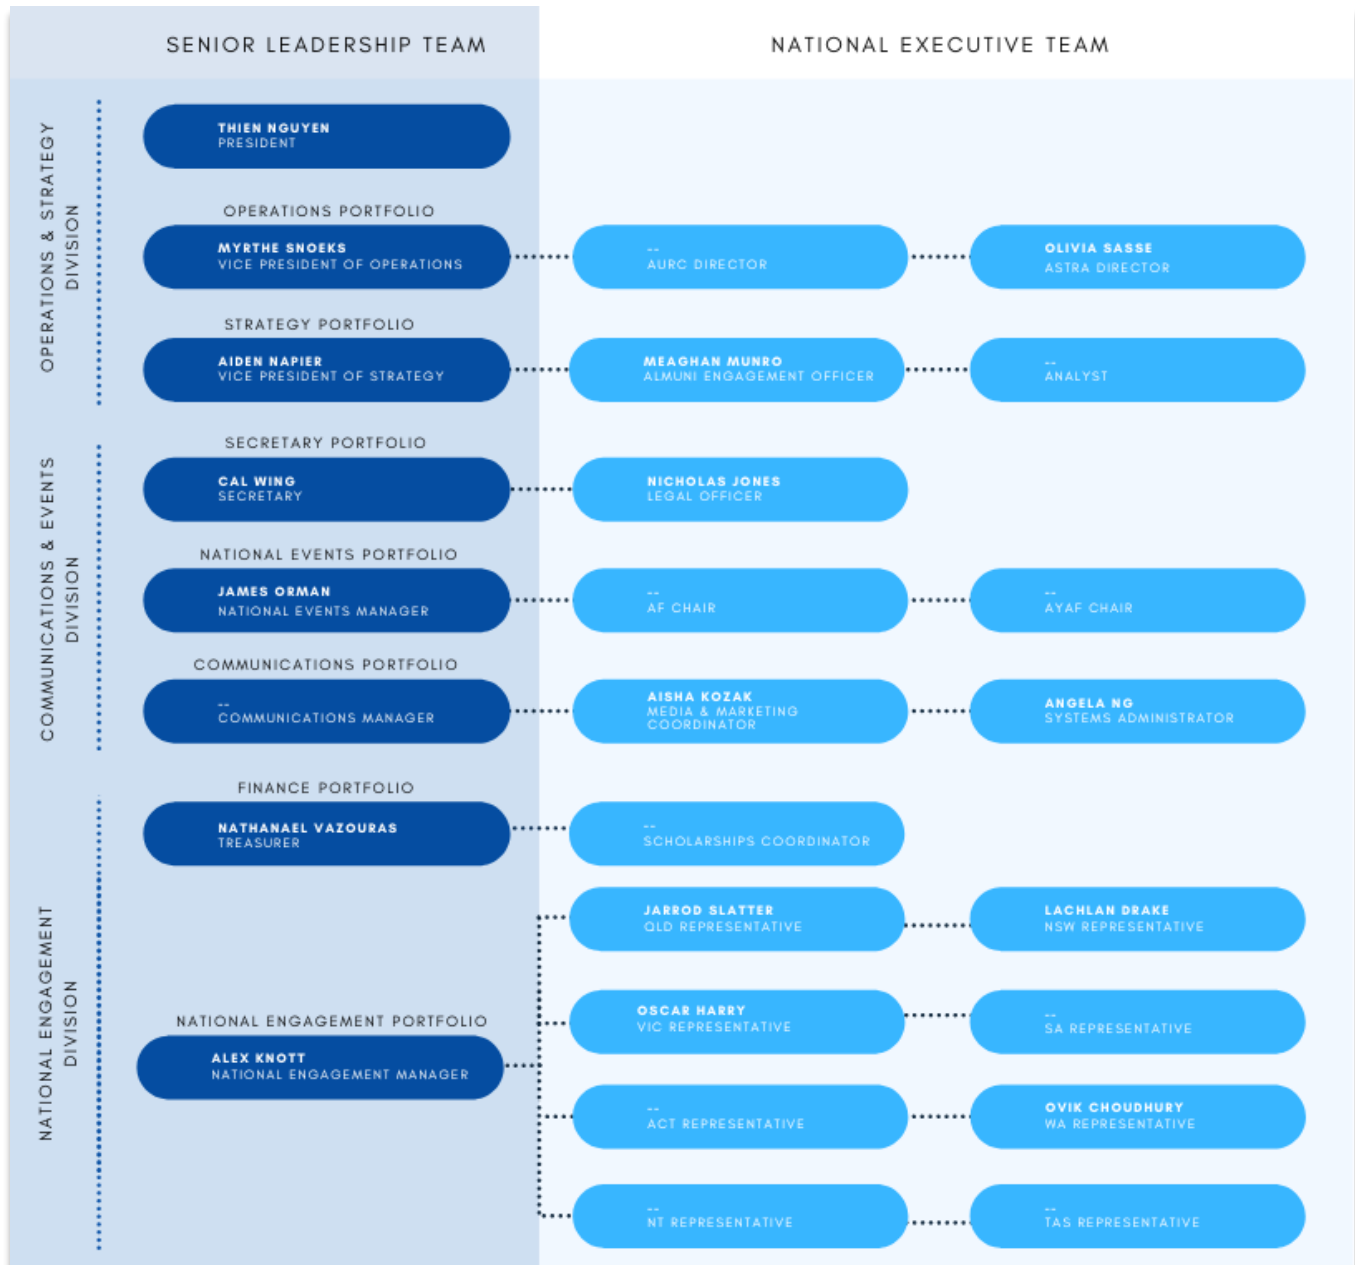 SENIOR LEADERSHIP TEAM
NATIONAL EXECUTIVE TEAM
OPERATIONS & STRATEGY
DIVISION
THIEN NGUYEN
PRESIDENT
OPERATIONS PORTFOLIO
MYRTHE SNOEKS
VICE PRESIDENT OF OPERATIONS
--
AURC DIRECTOR
OLIVIA SASSE
ASTRA DIRECTOR
STRATEGY PORTFOLIO
AIDEN NAPIER
VICE PRESIDENT OF STRATEGY
MEAGHAN MUNRO
ALMUNI ENGAGEMENT OFFICER
--
ANALYST
COMMUNICATIONS & EVENTS
DIVISION
SECRETARY PORTFOLIO
CAL WING
SECRETARY
NICHOLAS JONES
LEGAL OFFICER
NATIONAL EVENTS PORTFOLIO
JAMES ORMAN
NATIONAL EVENTS MANAGER
--
AF CHAIR
--
AYAF CHAIR
COMMUNICATIONS PORTFOLIO
--
COMMUNICATIONS MANAGER
AISHA KOZAK
MEDIA & MARKETING
COORDINATOR
ANGELA NG
SYSTEMS ADMINISTRATOR
NATIONAL ENGAGEMENT
DIVISION
FINANCE PORTFOLIO
NATHANAEL VAZOURAS
TREASURER
--
SCHOLARSHIPS COORDINATOR
NATIONAL ENGAGEMENT PORTFOLIO
ALEX KNOTT
NATIONAL ENGAGEMENT MANAGER
JARROD SLATTER
QLD REPRESENTATIVE
LACHLAN DRAKE
NSW REPRESENTATIVE
OSCAR HARRY
VIC REPRESENTATIVE
--
SA REPRESENTATIVE
--
ACT REPRESENTATIVE
OVIK CHOUDHURY
WA REPRESENTATIVE
--
NT REPRESENTATIVE
--
TAS REPRESENTATIVE